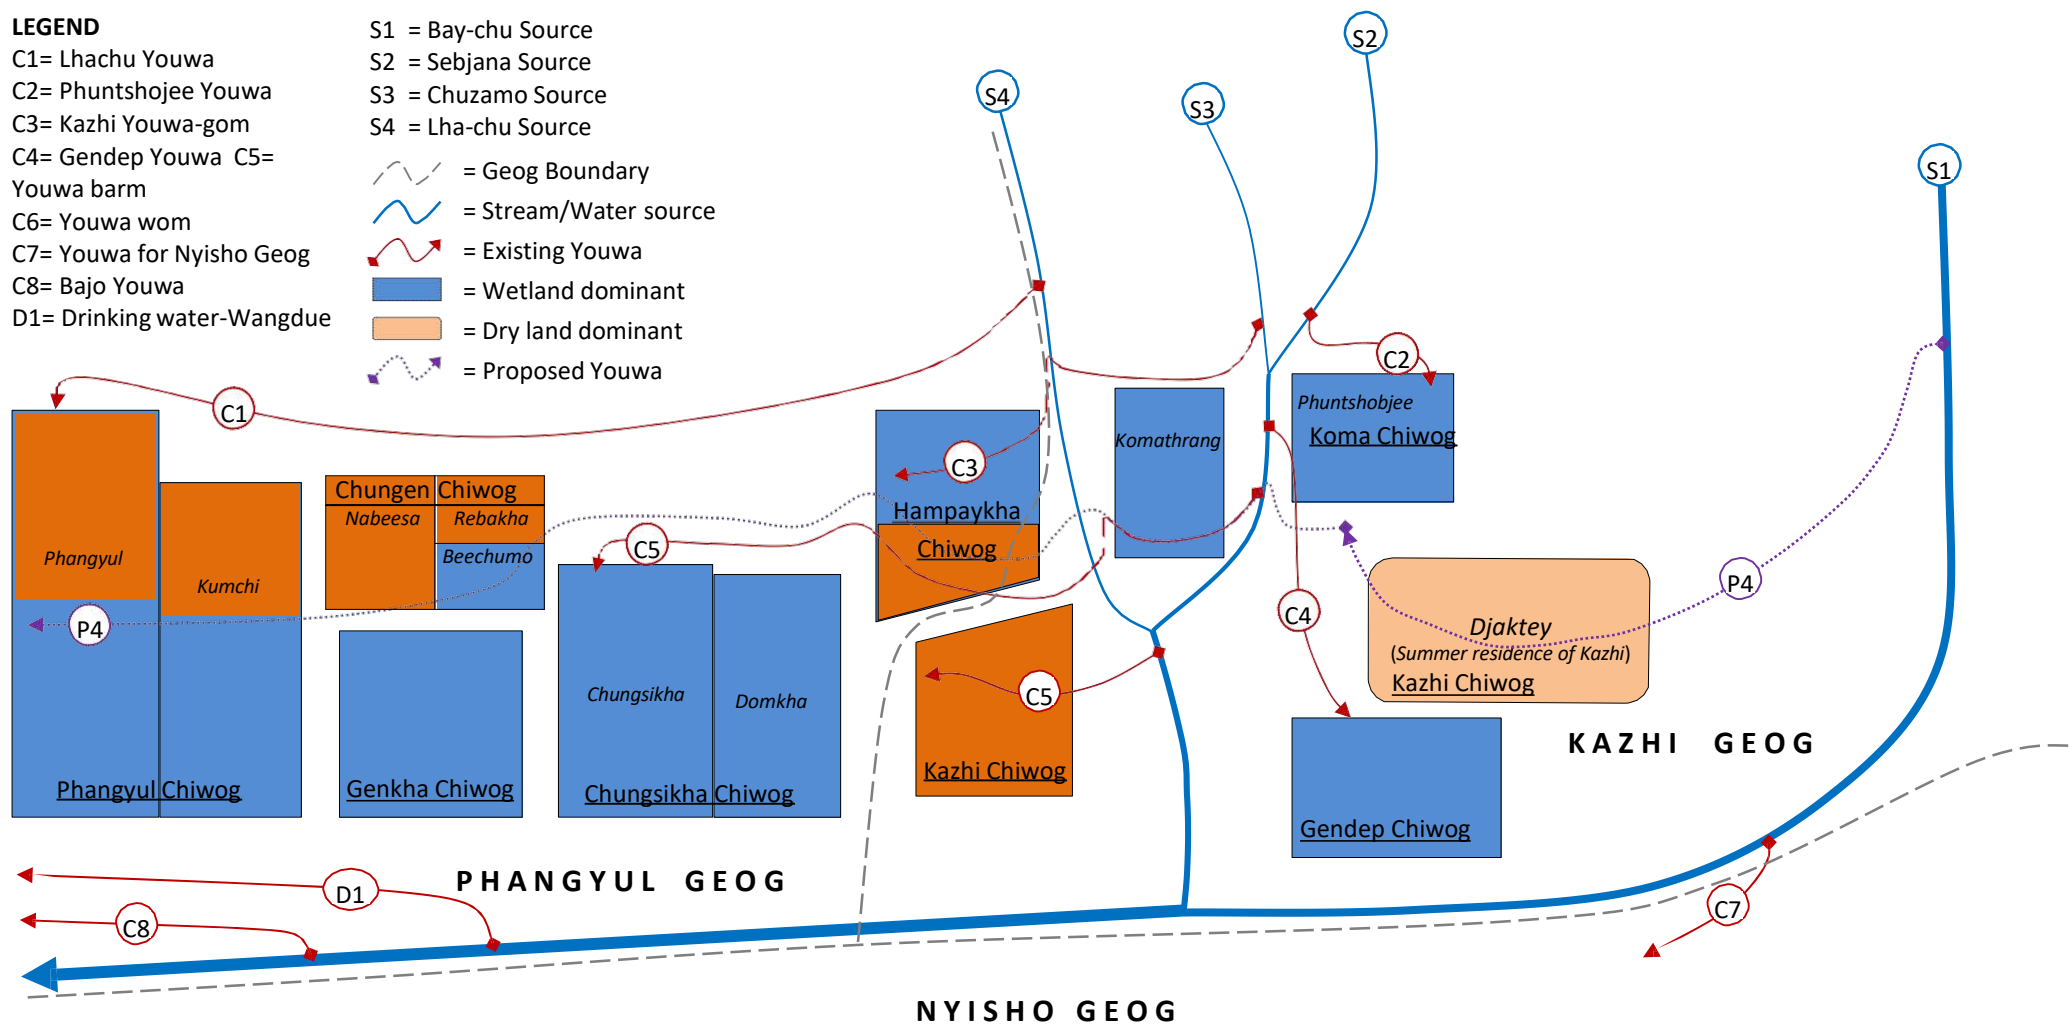 LEGEND
C1= Lhachu Youwa
C2= Phuntshojee Youwa
C3= Kazhi Youwa-gom
C4= Gendep Youwa  C5=
Youwa barm
C6= Youwa wom
C7= Youwa for Nyisho Geog
C8= Bajo Youwa
D1= Drinking water-Wangdue
S1 = Bay-chu Source
S2 = Sebjana Source
S3 = Chuzamo Source
S4 = Lha-chu Source
= Geog Boundary
= Stream/Water source
= Existing Youwa
= Wetland dominant
= Dry land dominant
= Proposed Youwa
S2
S4
S3
S1
C2
C1
Phuntshobjee
Koma Chiwog
Komathrang
C3
Chungen Chiwog
Nabeesa
Rebakha
Hampaykha
Chiwog
C5
Beechumo
Phangyul
Kumchi
P4
P4
C4
Djaktey
(Summer residence of Kazhi)
Kazhi Chiwog
C5
Chungsikha
Domkha
KAZHI GEOG
Kazhi Chiwog
Phangyul Chiwog
Genkha Chiwog
Chungsikha Chiwog
Gendep Chiwog
PHANGYUL GEOG
D1
C8
C7
NYISHO GEOG